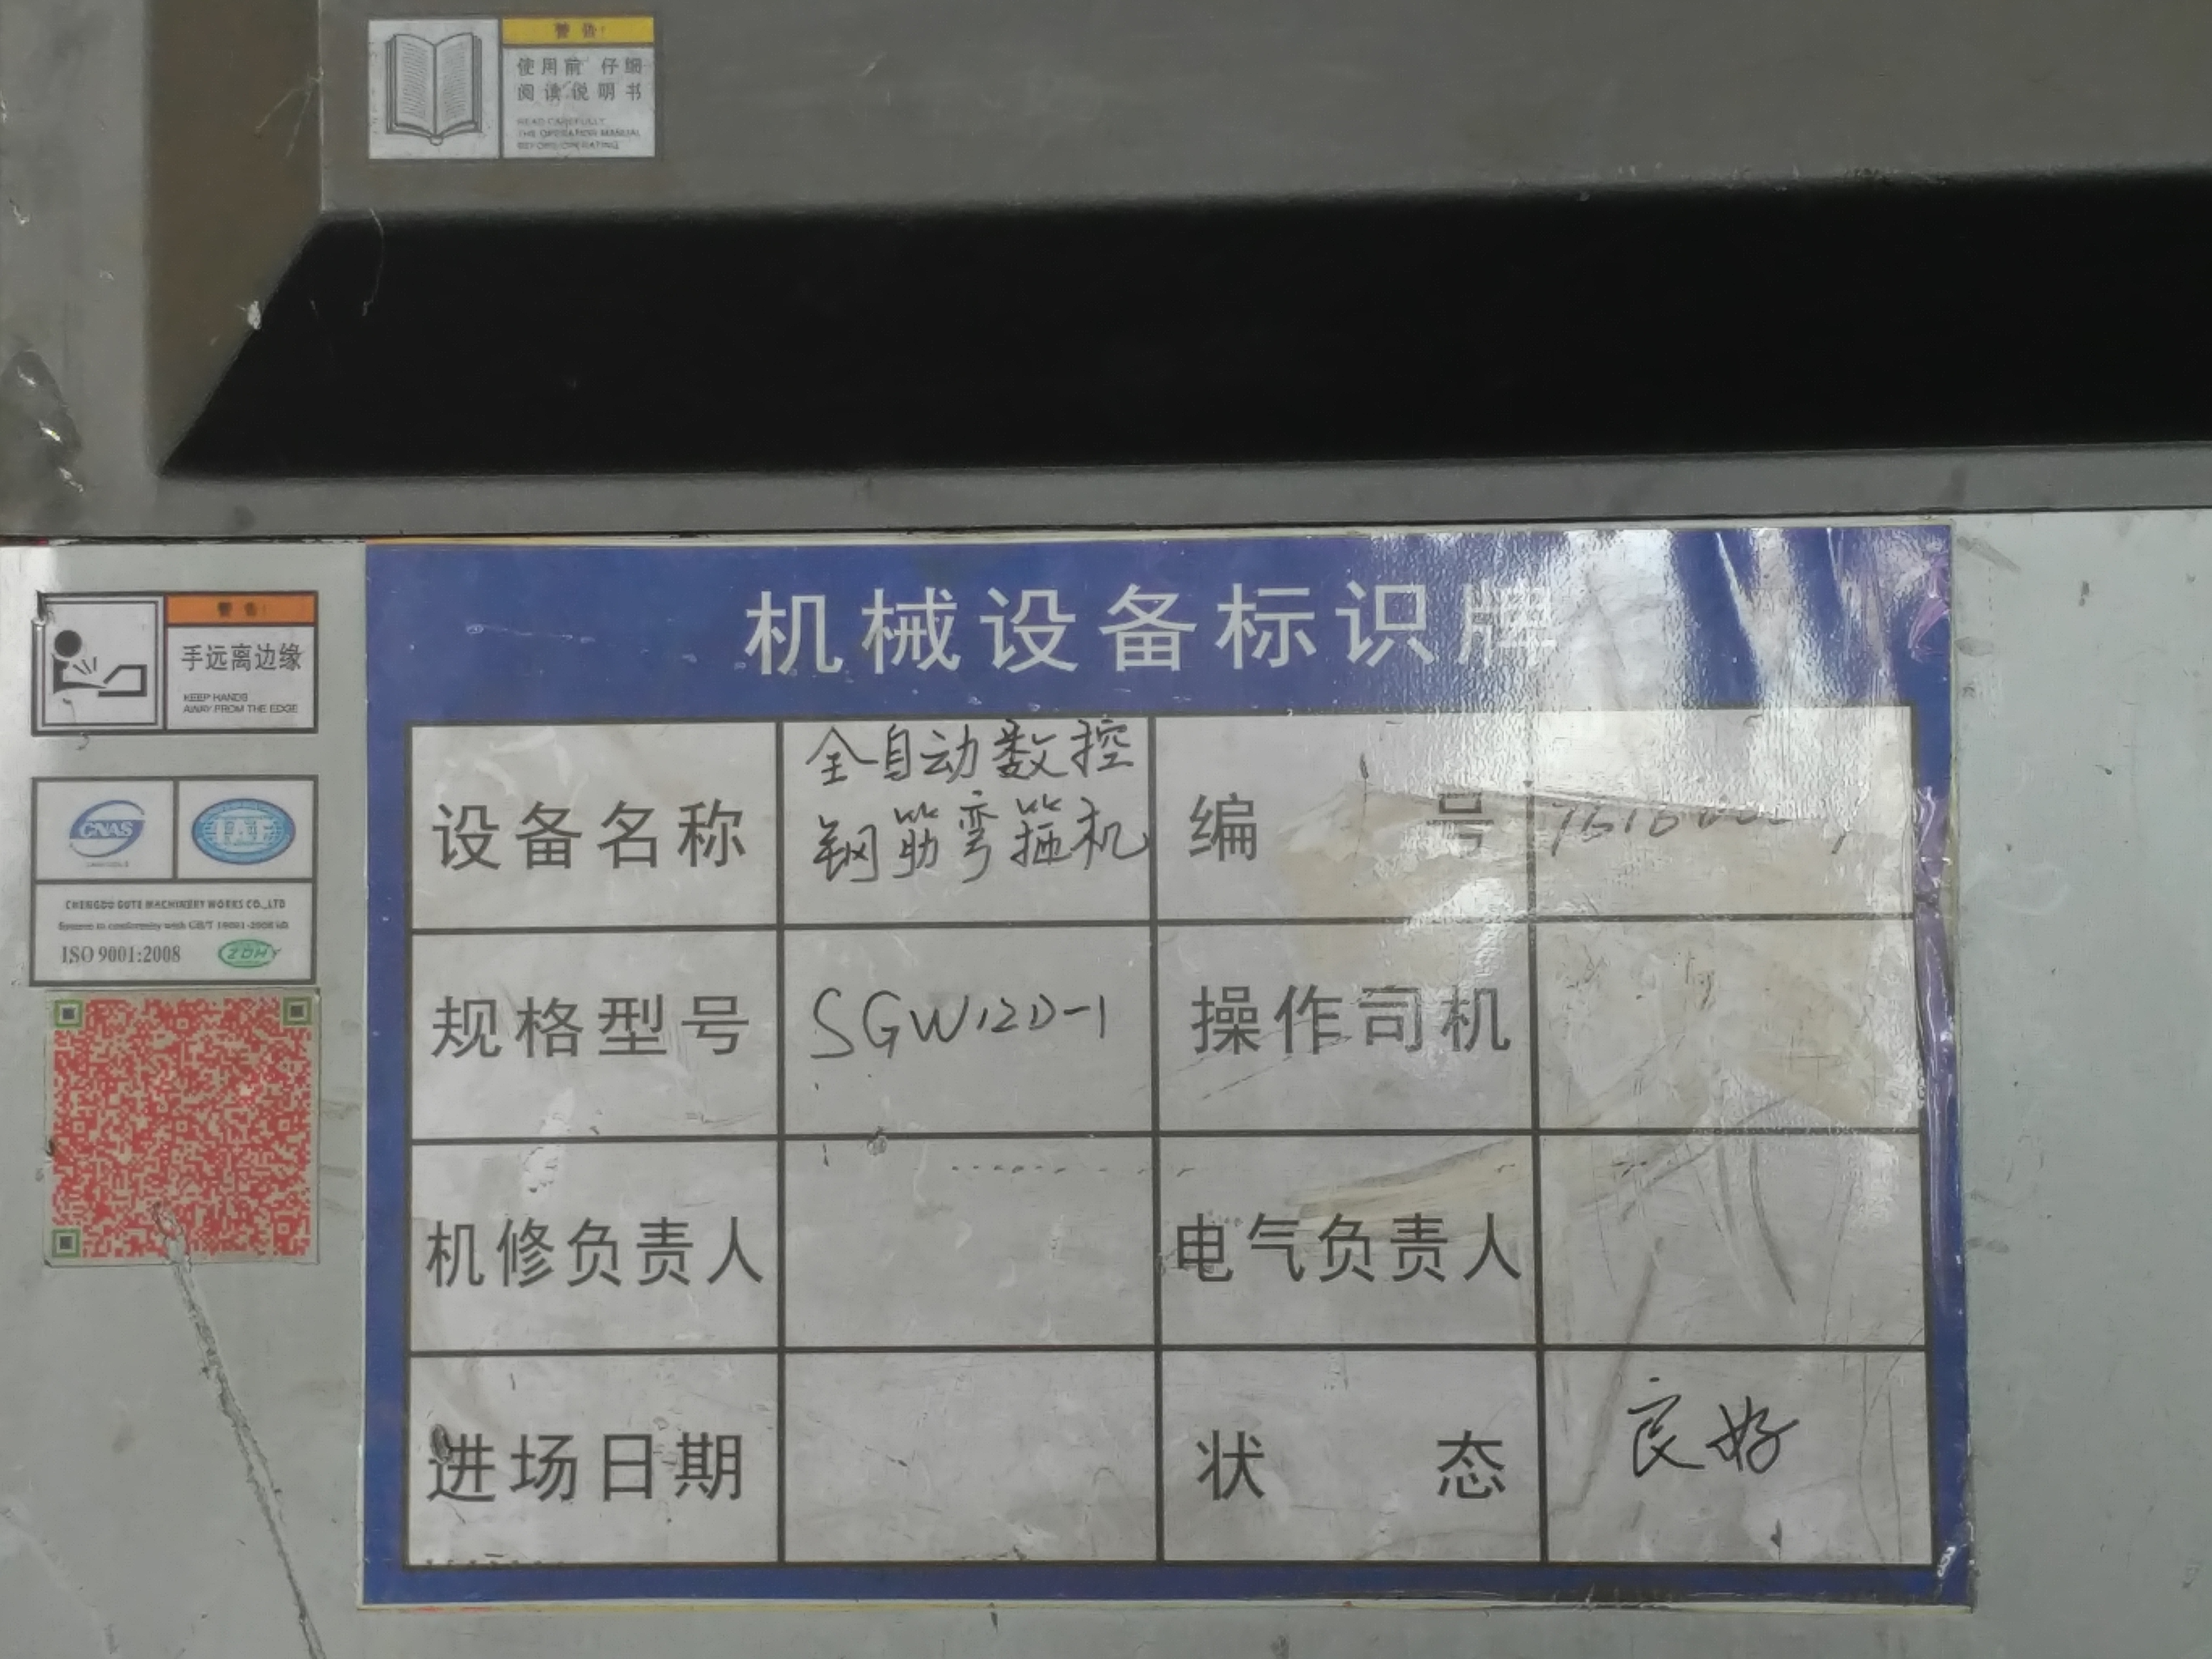 警告!
使用前 仔细
阅读说明书
READ CAREFULLY
THE OPERATION MANUAL
BEFORE OPERATING
警告!
手远离边缘
KEEP HANDS
AWAY FROM THE EDGE
CNAS
IAF
CHENGDU GUTE MACHINERY WORKS CO.,LTD
System in conformity with GB/T 19001-2008 idt
ISO 9001:2008
ZDHY
机械设备标识牌
设备名称 全自动数控 编 号
钢筋弯箍机
规格型号 SGW12D-1 操作司机
机修负责人 电气负责人
进场日期 状 态 良好